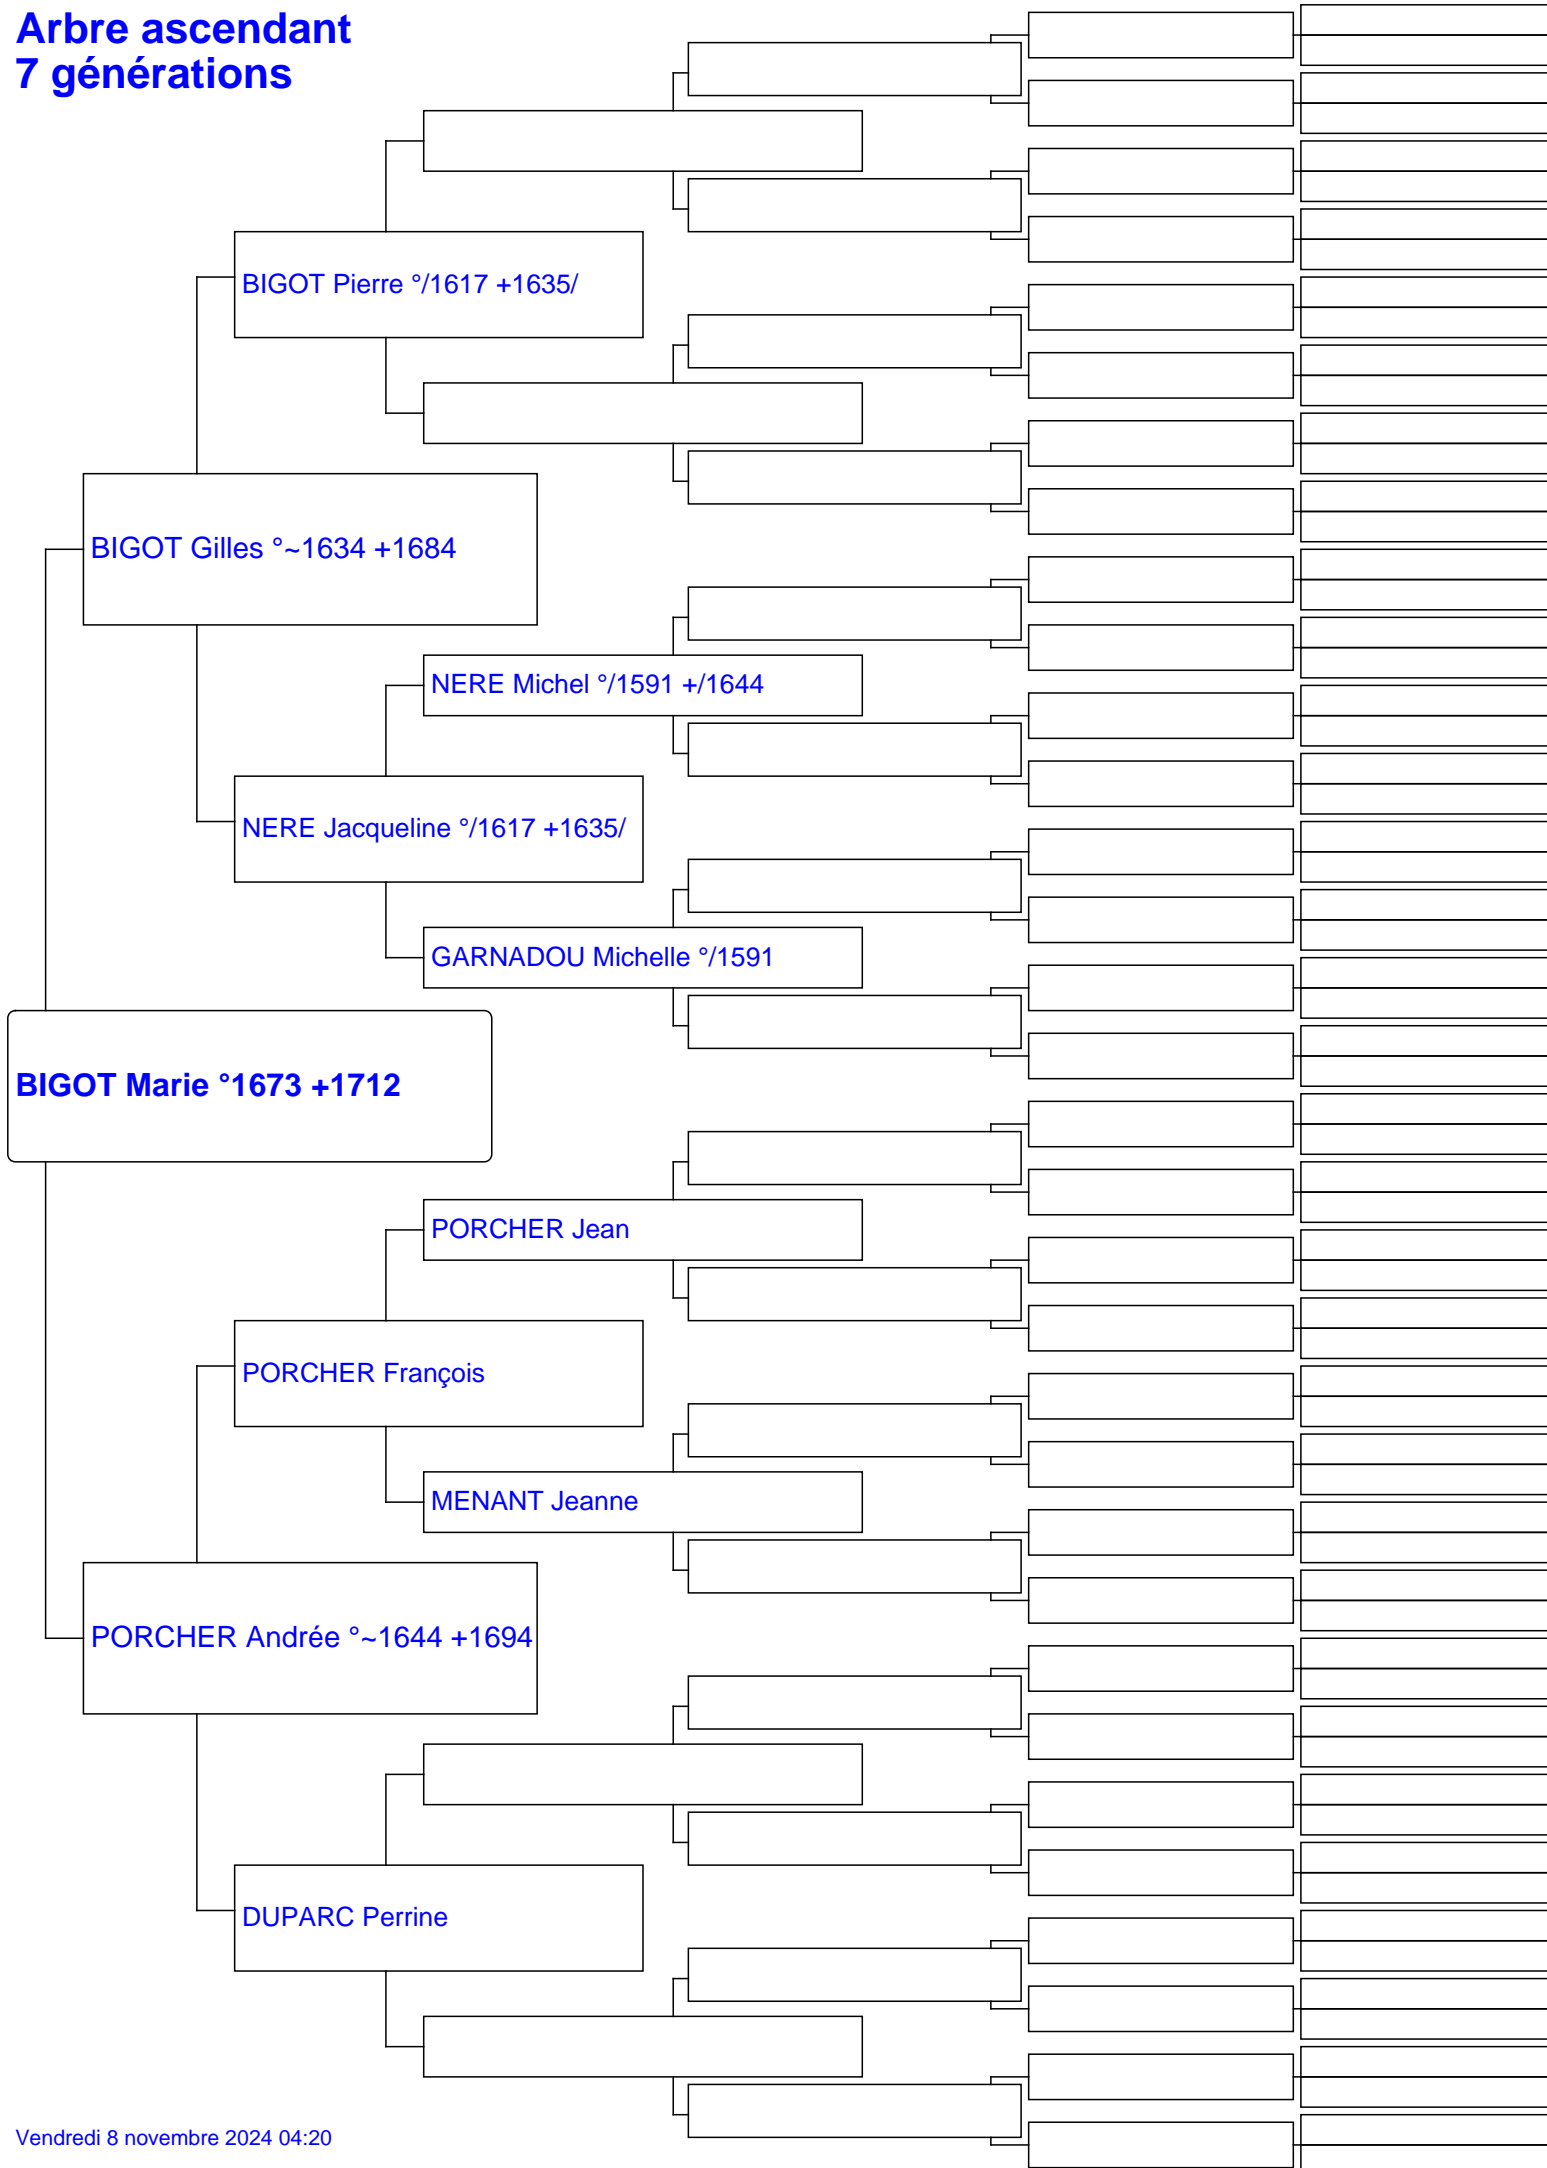 Arbre ascendant
7 générations
BIGOT Pierre °/1617 +1635/
BIGOT Gilles °~1634 +1684
NERE Michel °/1591 +/1644
NERE Jacqueline °/1617 +1635/
GARNADOU Michelle °/1591
BIGOT Marie °1673 +1712
PORCHER Jean
PORCHER François
MENANT Jeanne
PORCHER Andrée °~1644 +1694
DUPARC Perrine
Vendredi 8 novembre 2024 04:20